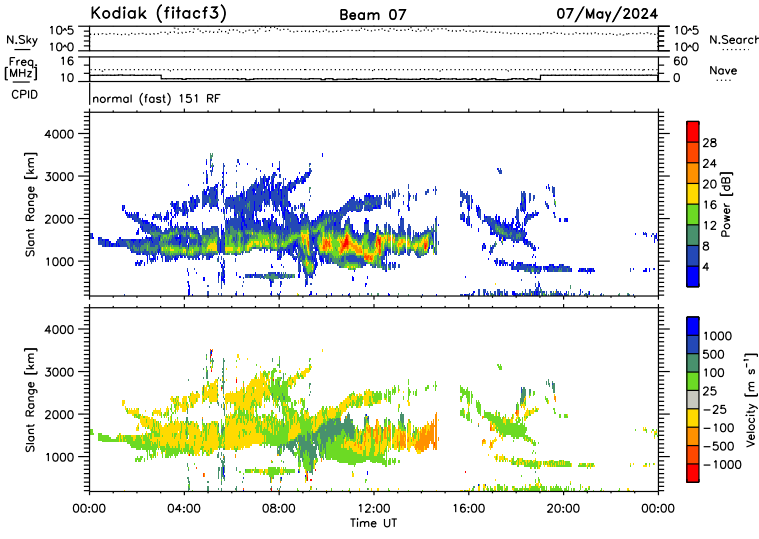 Kodiak (fitacf3) Beam 07 07/May/2024
N.Sky 10^5 10^0 10^5 10^0 N.Search
Freq. [MHz] 16 10 60 0 Nave
CPID normal (fast) 151 RF
Slant Range [km] 4000 3000 2000 1000
28 24 20 16 12 8 4 Power [dB]
Slant Range [km] 4000 3000 2000 1000
1000 500 100 25 −25 −100 −500 −1000 Velocity [m s⁻¹]
00:00 04:00 08:00 12:00 16:00 20:00 00:00
Time UT